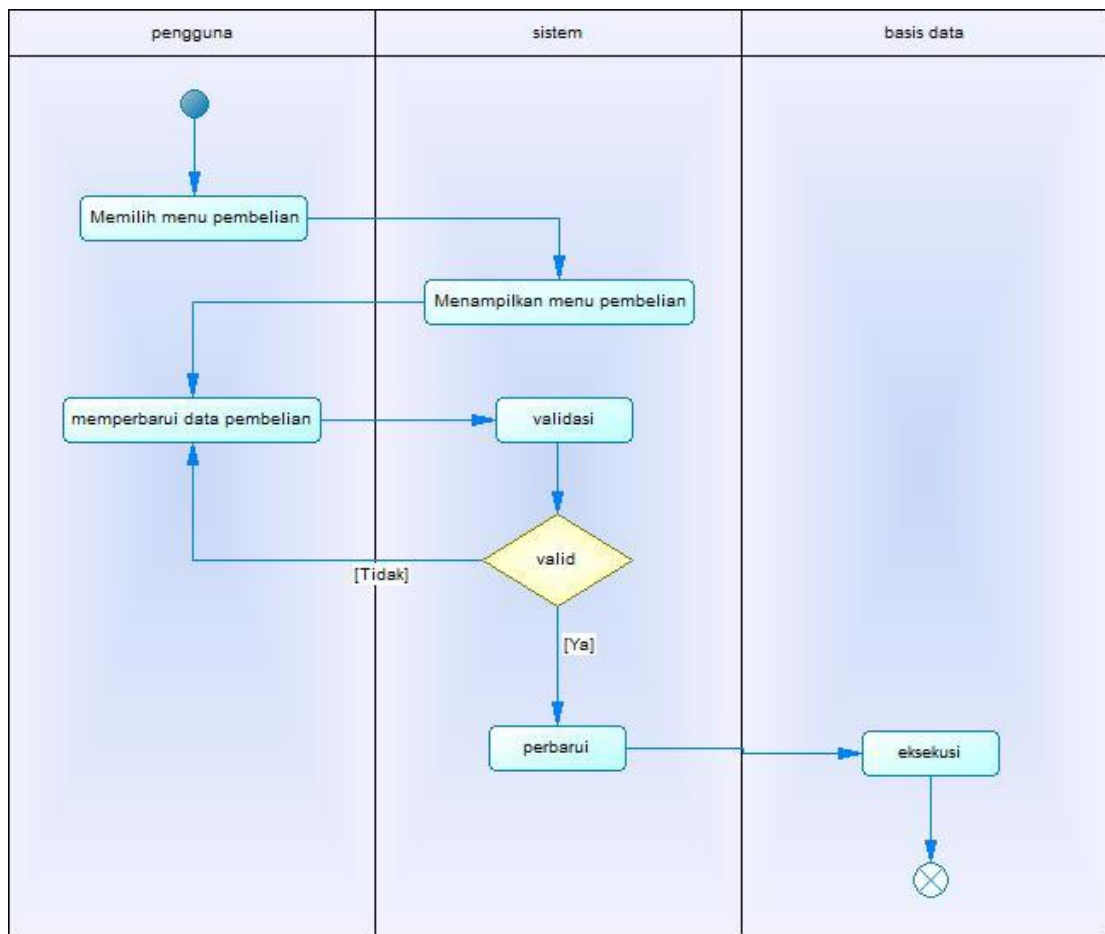 pengguna
sistem
basis data
Memilih menu pembelian
Menampilkan menu pembelian
memperbarui data pembelian
validasi
valid
[Tidak]
[Ya]
perbarui
eksekusi